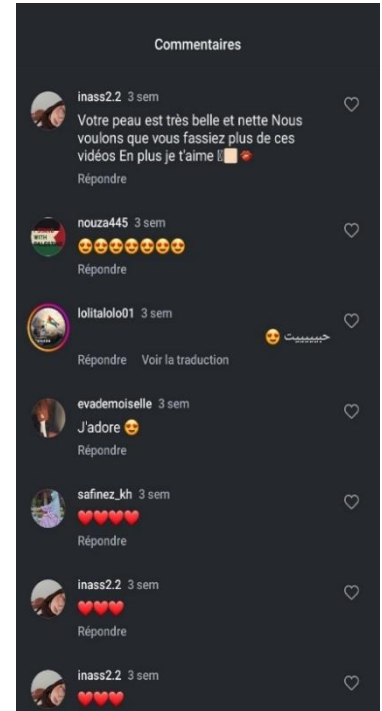 Commentaires
inass2.2 3 sem
Votre peau est très belle et nette Nous
voulons que vous fassiez plus de ces
vidéos En plus je t'aime 💋
Répondre
nouza445 3 sem
😍😍😍😍😍😍😍
Répondre
lolitalolo01 3 sem
حبيييييت 😍
Répondre Voir la traduction
evademoiselle 3 sem
J'adore 😍
Répondre
safinez_kh 3 sem
❤️❤️❤️❤️
Répondre
inass2.2 3 sem
❤️❤️❤️
Répondre
inass2.2 3 sem
❤️❤️❤️